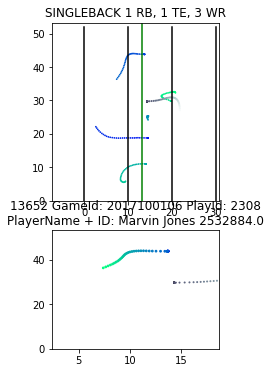 SINGLEBACK 1 RB, 1 TE, 3 WR
50
40
30
20
10
0
0 10 20 30
13652 GameId: 2017100106 PlayId: 2308
PlayerName + ID: Marvin Jones 2532884.0
40
20
0
5 10 15